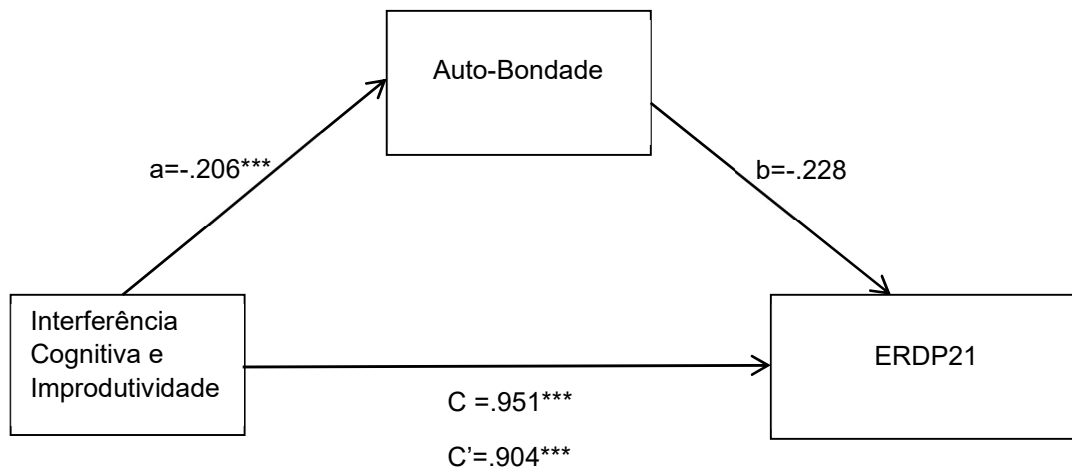 Auto-Bondade
a=-.206***
b=-.228
Interferência
Cognitiva e
Improdutividade
ERDP21
C =.951***
C’=.904***